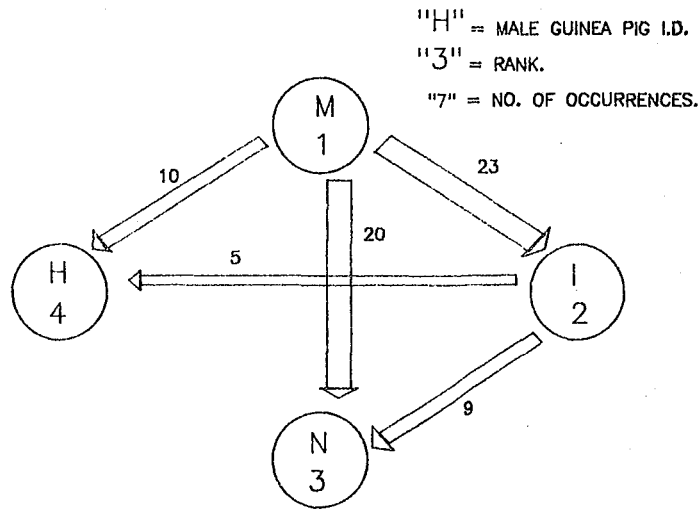 "H" = MALE GUINEA PIG I.D.
"3" = RANK.
"7" = NO. OF OCCURRENCES.
M
1
10
23
20
5
H
4
I
2
9
N
3